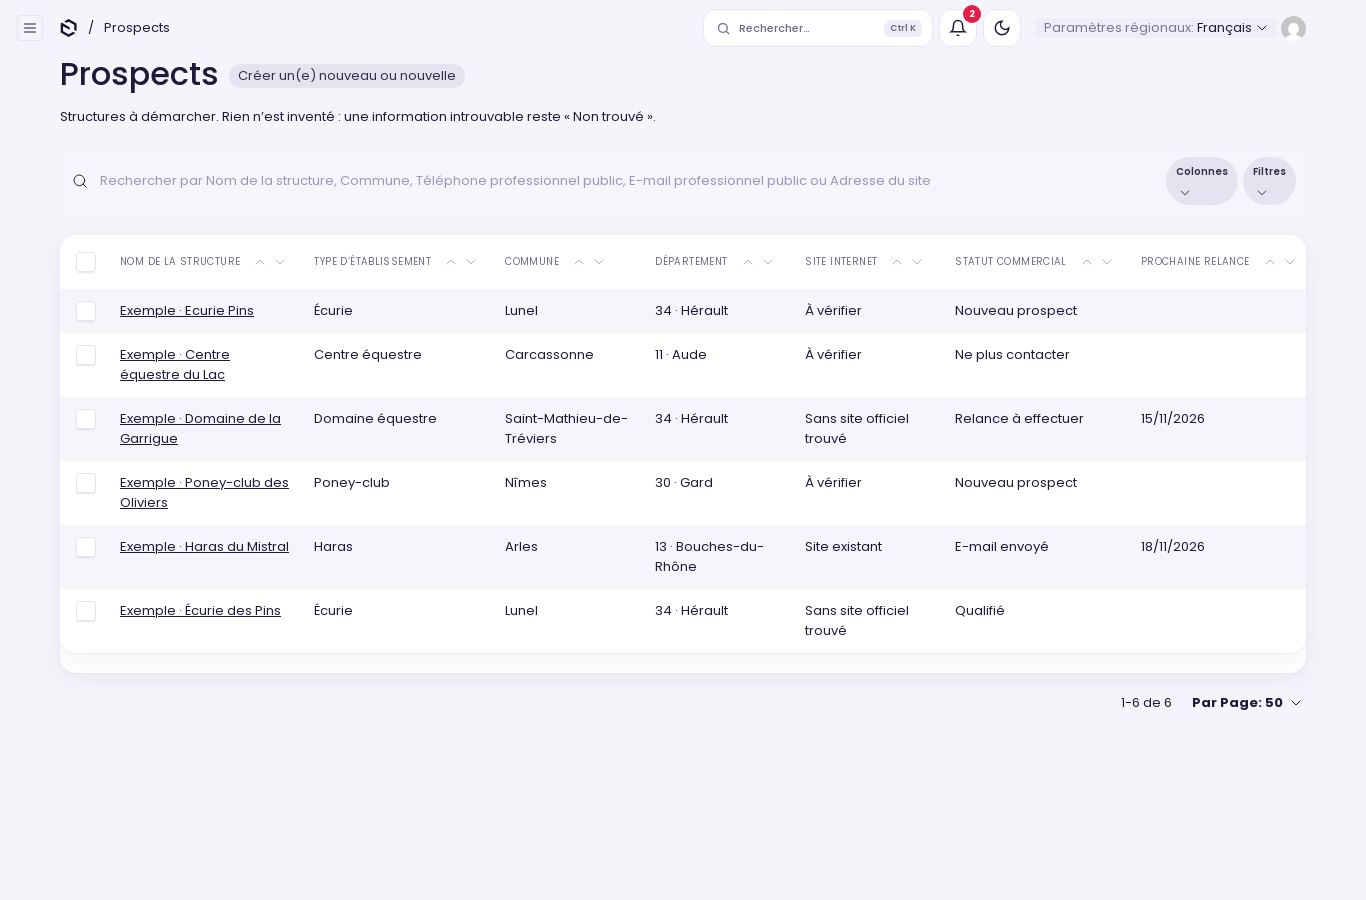 / Prospects
Rechercher... Ctrl K
2
Paramètres régionaux: Français
Prospects
Créer un(e) nouveau ou nouvelle
Structures à démarcher. Rien n’est inventé : une information introuvable reste « Non trouvé ».
Rechercher par Nom de la structure, Commune, Téléphone professionnel public, E-mail professionnel public ou Adresse du site
Colonnes
Filtres
NOM DE LA STRUCTURE TYPE D’ÉTABLISSEMENT COMMUNE DÉPARTEMENT SITE INTERNET STATUT COMMERCIAL PROCHAINE RELANCE
Exemple · Ecurie Pins Écurie Lunel 34 · Hérault À vérifier Nouveau prospect
Exemple · Centre Centre équestre Carcassonne 11 · Aude À vérifier Ne plus contacter
équestre du Lac
Exemple · Domaine de la Domaine équestre Saint-Mathieu-de- 34 · Hérault Sans site officiel Relance à effectuer 15/11/2026
Garrigue Tréviers trouvé
Exemple · Poney-club des Poney-club Nîmes 30 · Gard À vérifier Nouveau prospect
Oliviers
Exemple · Haras du Mistral Haras Arles 13 · Bouches-du- Site existant E-mail envoyé 18/11/2026
Rhône
Exemple · Écurie des Pins Écurie Lunel 34 · Hérault Sans site officiel Qualifié
trouvé
1-6 de 6 Par Page: 50